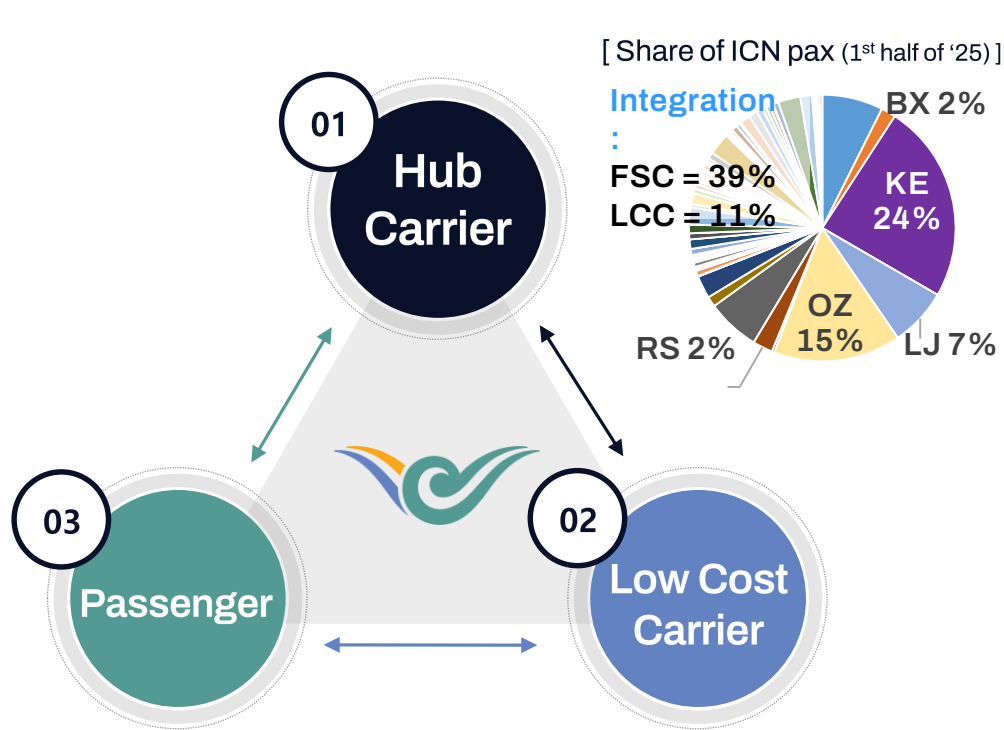 [ Share of ICN pax (1st half of ‘25) ]
Integration
:
FSC = 39%
LCC = 11%
BX 2%
KE
24%
OZ
15%
LJ 7%
RS 2%
01
Hub
Carrier
03
Passenger
02
Low Cost
Carrier